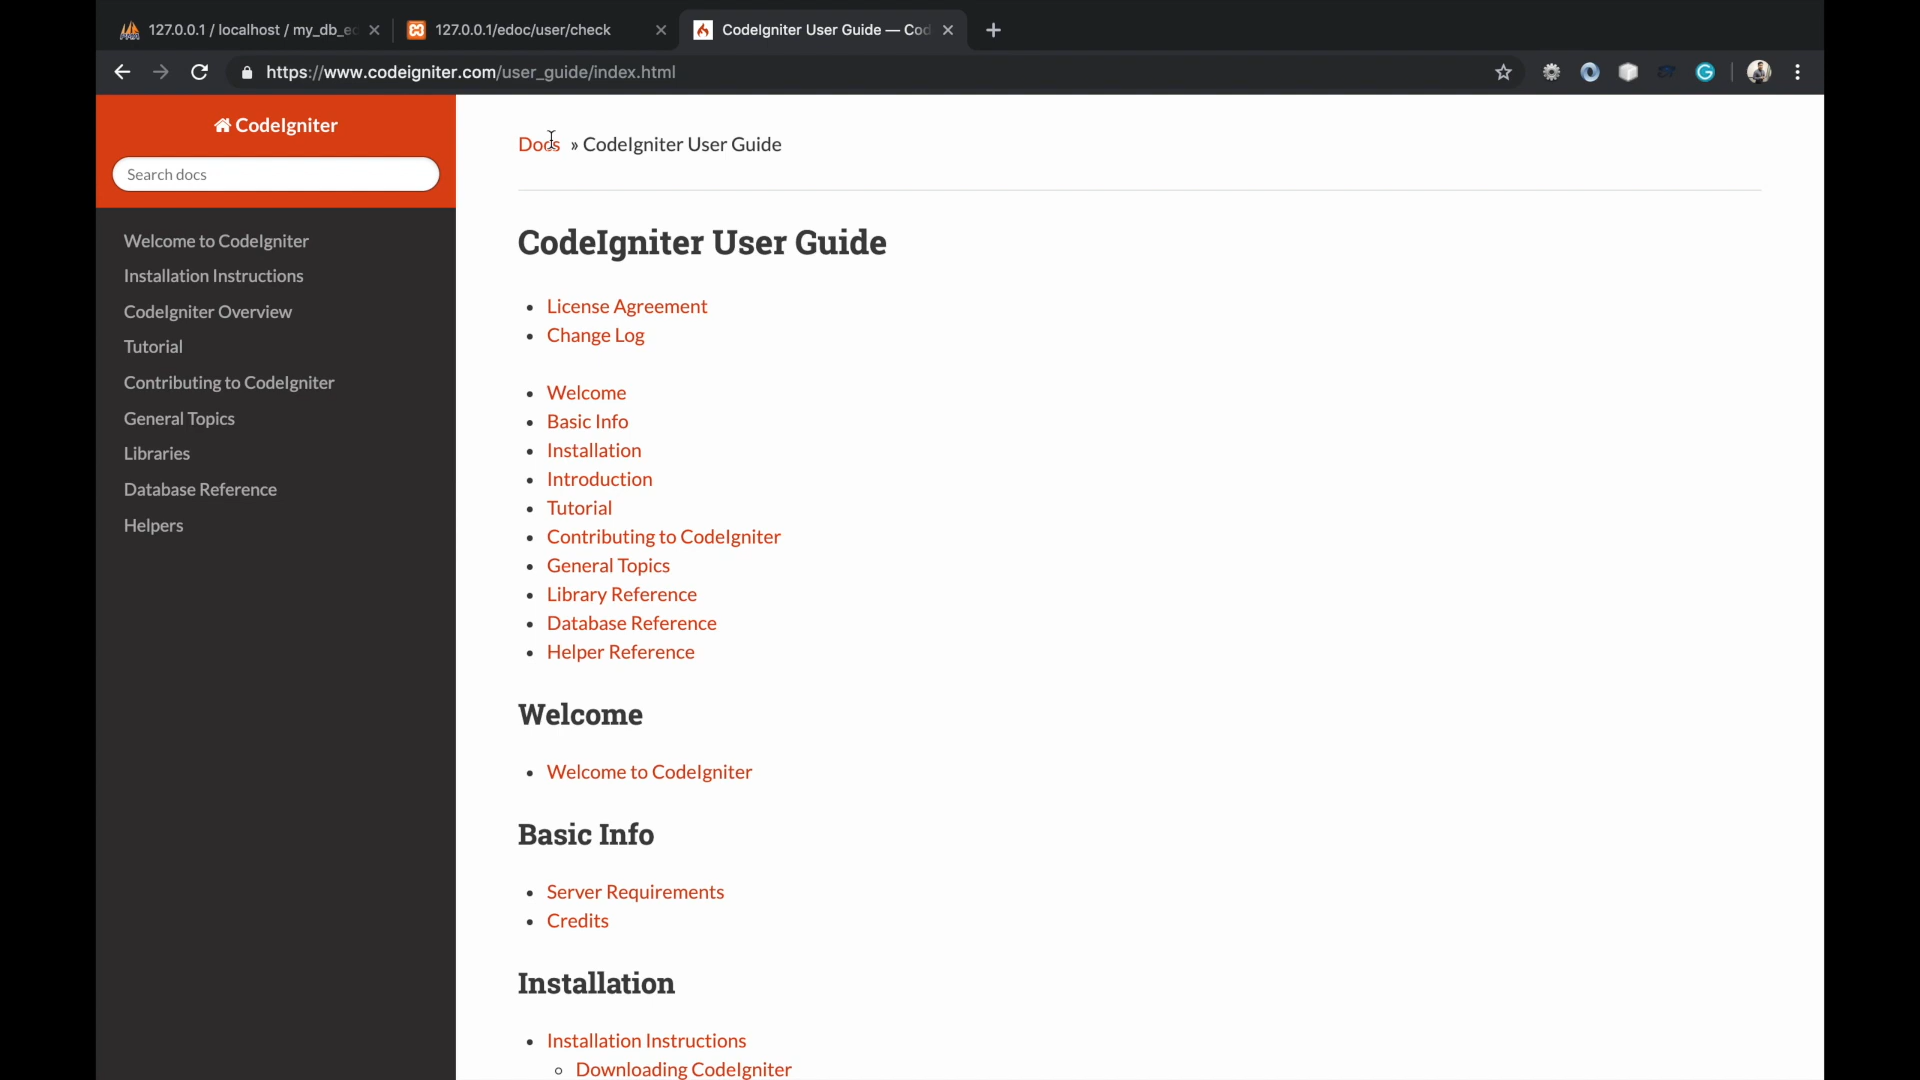 127.0.0.1 / localhost / my_db_e
127.0.0.1/edoc/user/check
CodeIgniter User Guide — Cod
https://www.codeigniter.com/user_guide/index.html
CodeIgniter
Search docs
Welcome to CodeIgniter
Installation Instructions
CodeIgniter Overview
Tutorial
Contributing to CodeIgniter
General Topics
Libraries
Database Reference
Helpers
Docs » CodeIgniter User Guide
CodeIgniter User Guide
• License Agreement
• Change Log
• Welcome
• Basic Info
• Installation
• Introduction
• Tutorial
• Contributing to CodeIgniter
• General Topics
• Library Reference
• Database Reference
• Helper Reference
Welcome
• Welcome to CodeIgniter
Basic Info
• Server Requirements
• Credits
Installation
• Installation Instructions
◦ Downloading CodeIgniter